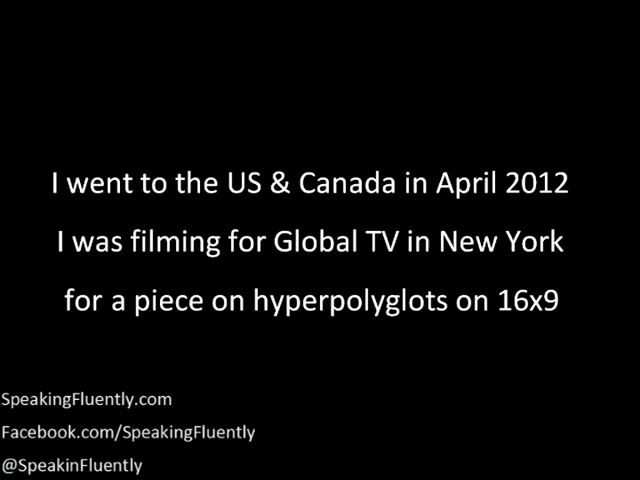 I went to the US & Canada in April 2012
I was filming for Global TV in New York
for a piece on hyperpolyglots on 16x9
SpeakingFluently.com
Facebook.com/SpeakingFluently
@SpeakinFluently